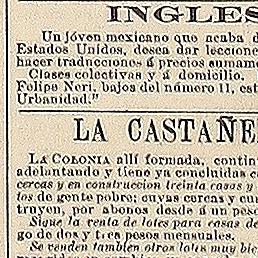 INGLES
Un jóven mexicano que acaba d
Estados Unidos, desea dar leccione
hacer traducciones á precios sumame
Clases colectivas y á domicilio.
Felipe Neri, bajos del número 11, est
Urbanidad."
LA CASTAÑE
LA COLONIA allí formada, contin
adelantando y tiene ya concluidas c
cercas y en construccion treinta casas y
tos de gente pobre; cuyas cercas y cu
truyen, por abonos desde á un peso
Sigue la venta de lotes para casas de
go de dos y tres pesos mensuales.
Se venden tambien otros lotes muy bie